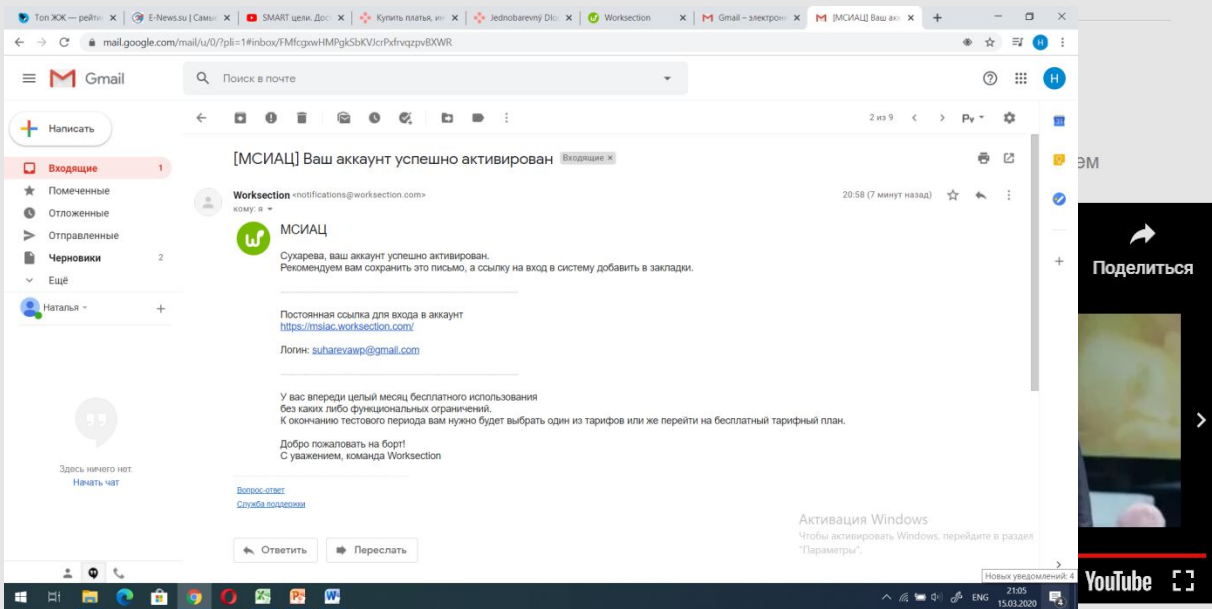 Топ ЖЖ — рейти
E-News.su | Самы
SMART цели. Дос
Купить платья, ин
Jednobarevný Dlo
Worksection
Gmail – электронн
[МСИАЦ] Ваш акк
mail.google.com/mail/u/0/?pli=1#inbox/FMfcgxwHMPgkSbKVJcrPxfrvqzpvBXWR
Н
Gmail
Поиск в почте
Н
Написать
2 из 9
Ру
31
Входящие 1
Помеченные
Отложенные
Отправленные
Черновики 2
Ещё
Наталья
[МСИАЦ] Ваш аккаунт успешно активирован Входящие ×
Worksection <notifications@worksection.com>
20:58 (7 минут назад)
кому: я
МСИАЦ
Сухарева, ваш аккаунт успешно активирован.
Рекомендуем вам сохранить это письмо, а ссылку на вход в систему добавить в закладки.
Постоянная ссылка для входа в аккаунт
https://msiac.worksection.com/
Логин: suharevawp@gmail.com
У вас впереди целый месяц бесплатного использования
без каких либо функциональных ограничений.
К окончанию тестового периода вам нужно будет выбрать один из тарифов или же перейти на бесплатный тарифный план.
Добро пожаловать на борт!
С уважением, команда Worksection
Вопрос-ответ
Служба поддержки
Здесь ничего нет.
Начать чат
Ответить
Переслать
Активация Windows
Чтобы активировать Windows, перейдите в раздел
"Параметры".
Новых уведомлений: 4
ENG
21:05
15.03.2020
4
ем
Поделиться
YouTube